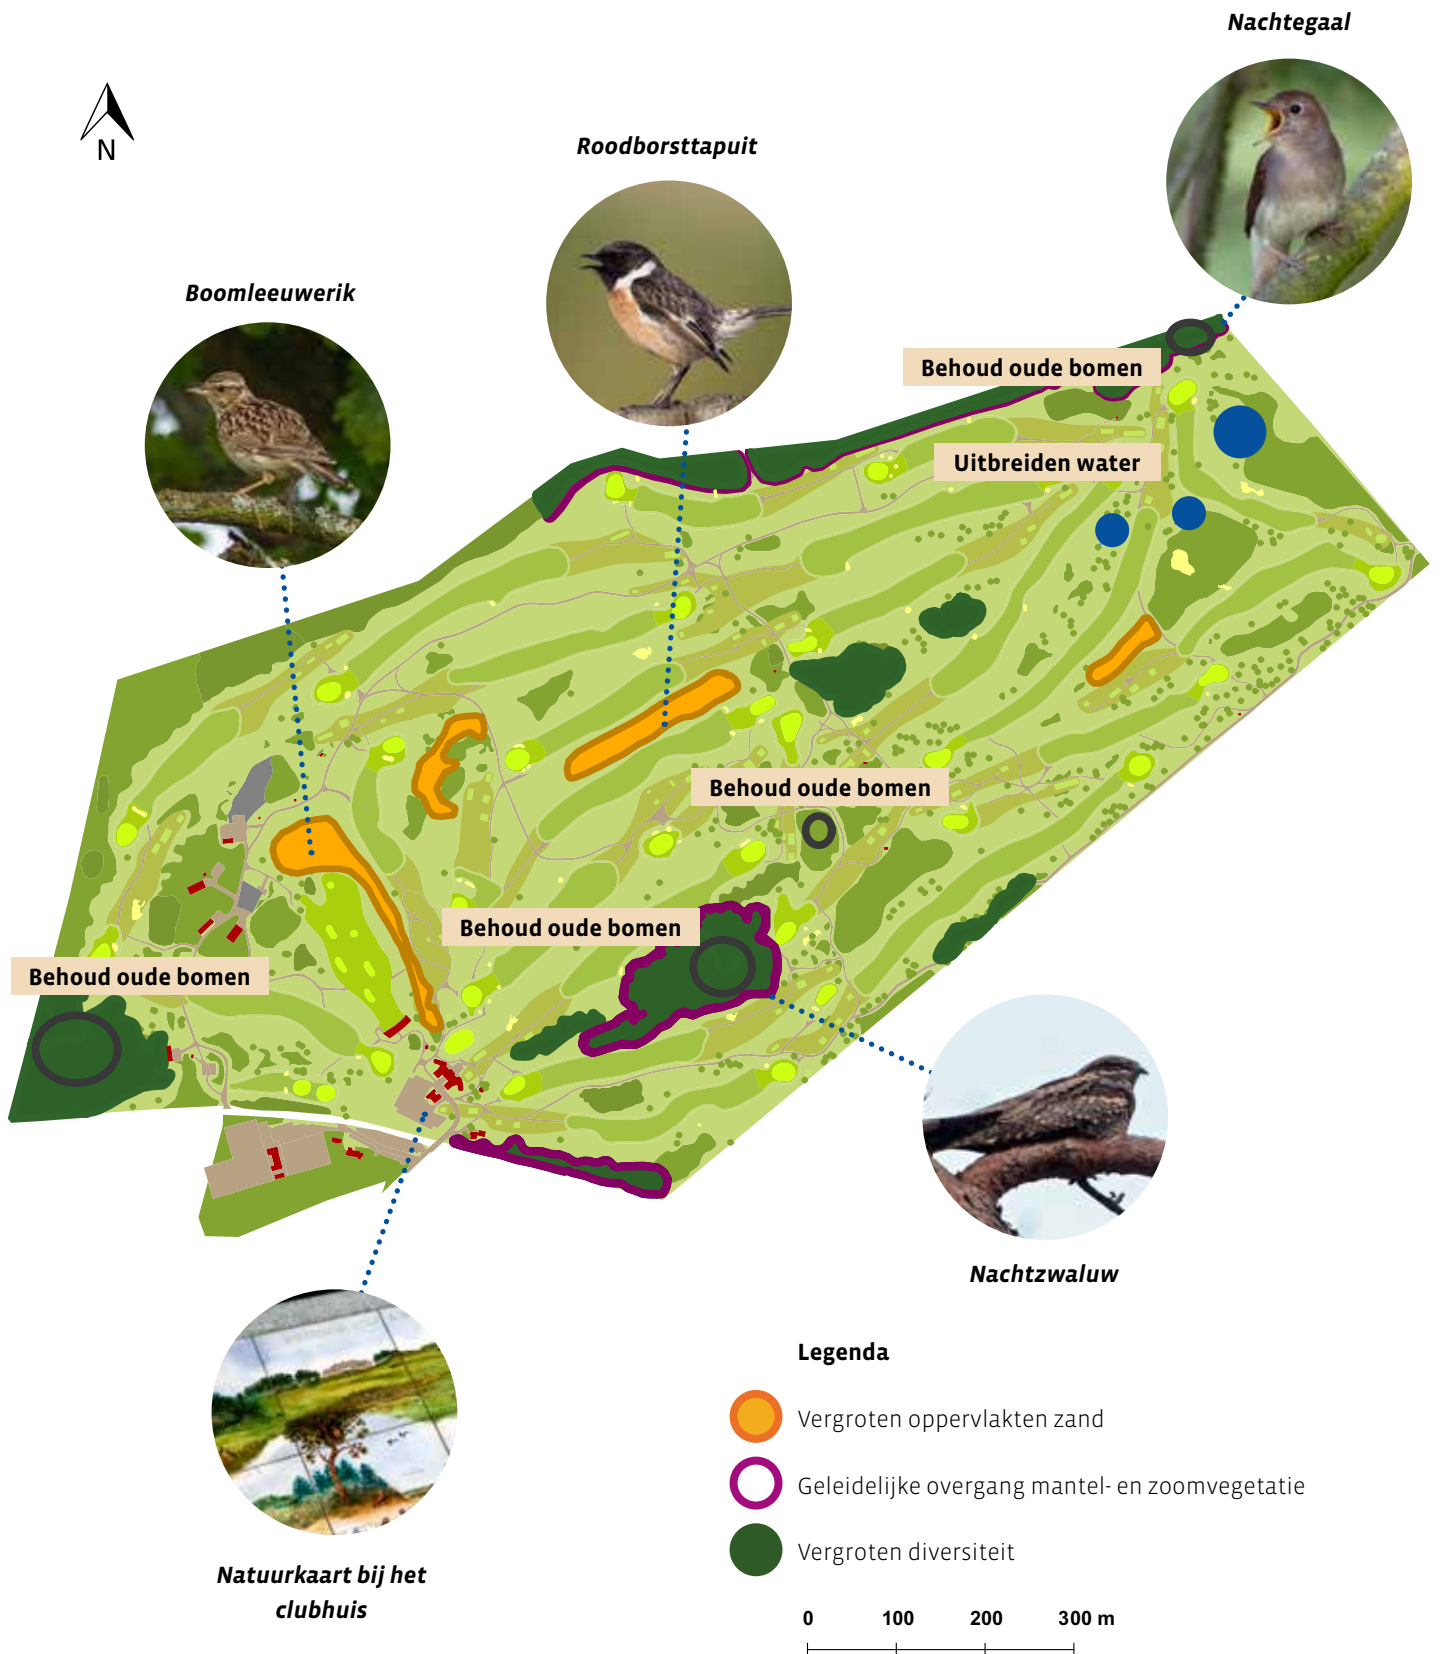 Nachtegaal
N
Roodborsttapuit
Boomleeuwerik
Behoud oude bomen
Uitbreiden water
Behoud oude bomen
Behoud oude bomen
Behoud oude bomen
Nachtzwaluw
Natuurkaart bij het
clubhuis
Legenda
Vergroten oppervlakten zand
Geleidelijke overgang mantel- en zoomvegetatie
Vergroten diversiteit
0 100 200 300 m